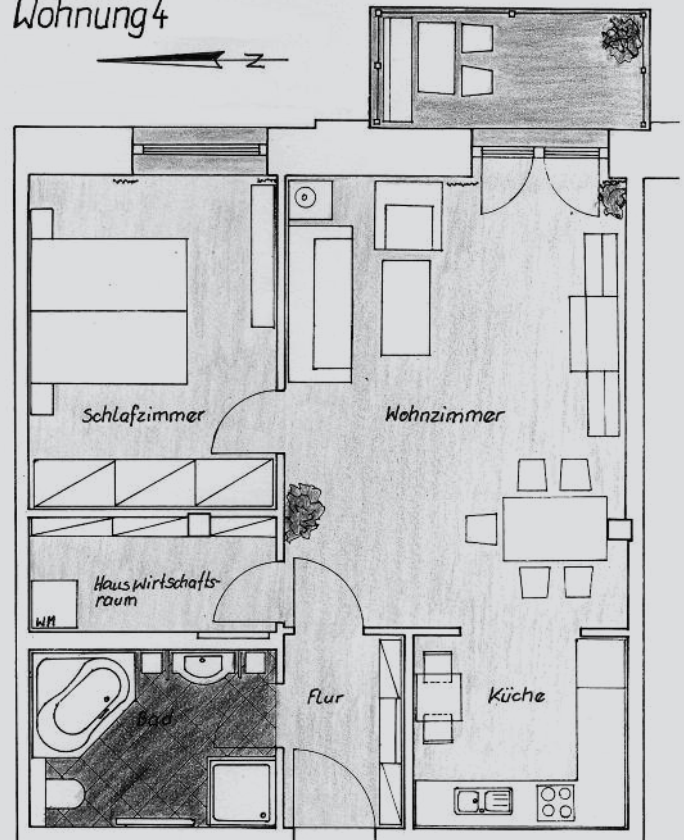 Wohnung 4
N
Schlafzimmer
Wohnzimmer
Hauswirtschafts-
raum
WM
Bad
Flur
Küche